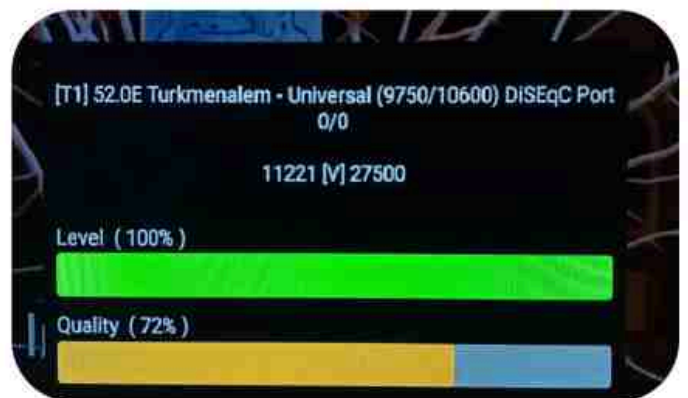 [T1] 52.0E Turkmenalem - Universal (9750/10600) DiSEqC Port
0/0
11221 [V] 27500
Level ( 100% )
Quality ( 72% )